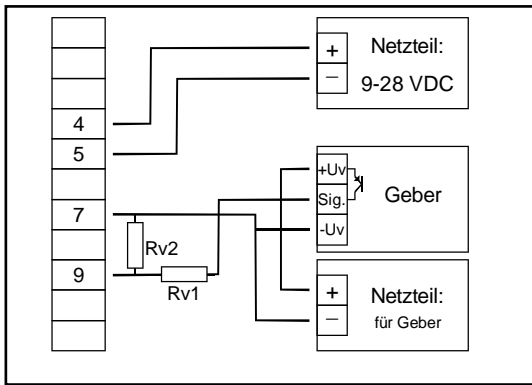 4
5
7
9
Rv2
Rv1
+
–
Netzteil:
9-28 VDC
+Uv
Sig.
-Uv
Geber
+
–
Netzteil:
für Geber